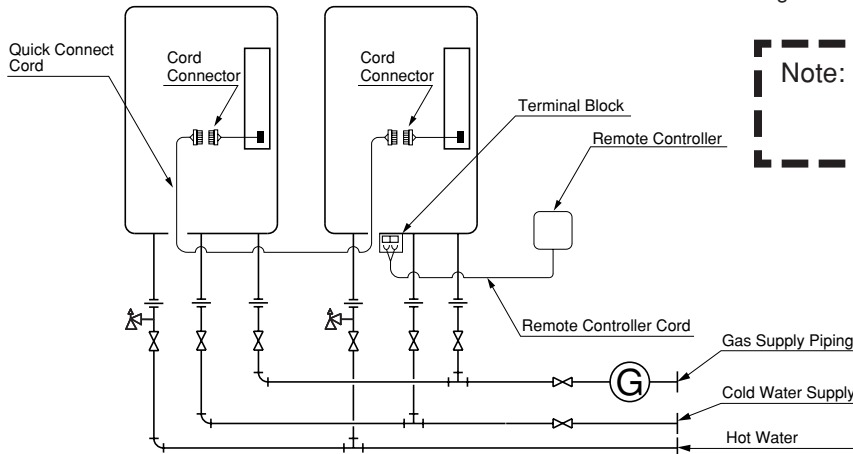 Quick Connect
Cord
Cord
Connector
Cord
Connector
Terminal Block
Remote Controller
Note:
Remote Controller Cord
Gas Supply Piping
G
Cold Water Supply
Hot Water